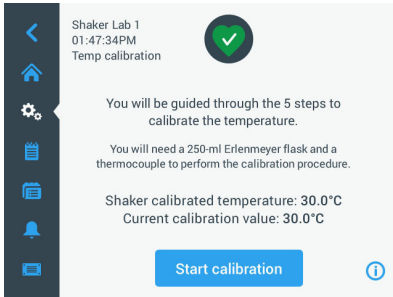 Shaker Lab 1
01:47:34PM
Temp calibration
You will be guided through the 5 steps to
calibrate the temperature.
You will need a 250-ml Erlenmeyer flask and a
thermocouple to perform the calibration procedure.
Shaker calibrated temperature: 30.0°C
Current calibration value: 30.0°C
Start calibration